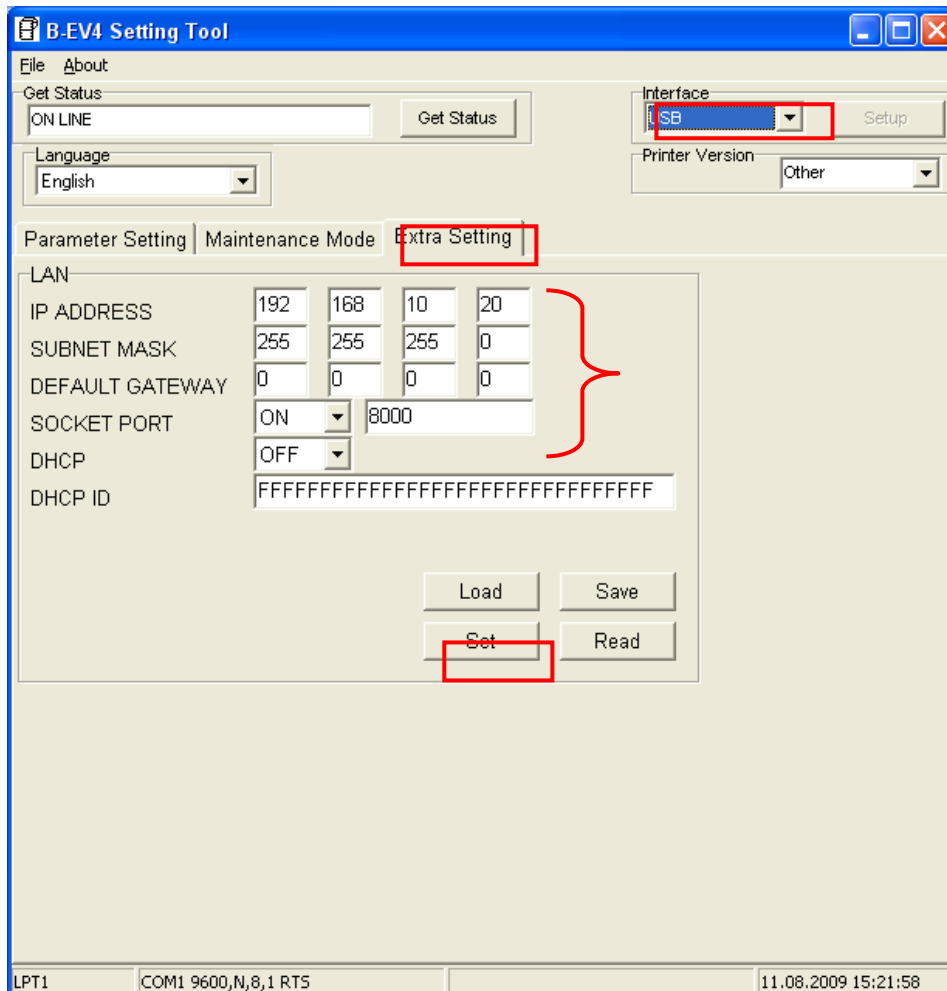 B-EV4 Setting Tool
File About
Get Status
ON LINE
Get Status
Interface
USB
Setup
Language
English
Printer Version
Other
Parameter Setting
Maintenance Mode
Extra Setting
LAN
IP ADDRESS 192 168 10 20
SUBNET MASK 255 255 255 0
DEFAULT GATEWAY 0 0 0 0
SOCKET PORT ON 8000
DHCP OFF
DHCP ID FFFFFFFFFFFFFFFFFFFFFFFFFFFFFFFF
Load Save
Set Read
LPT1 COM1 9600,N,8,1 RTS 11.08.2009 15:21:58